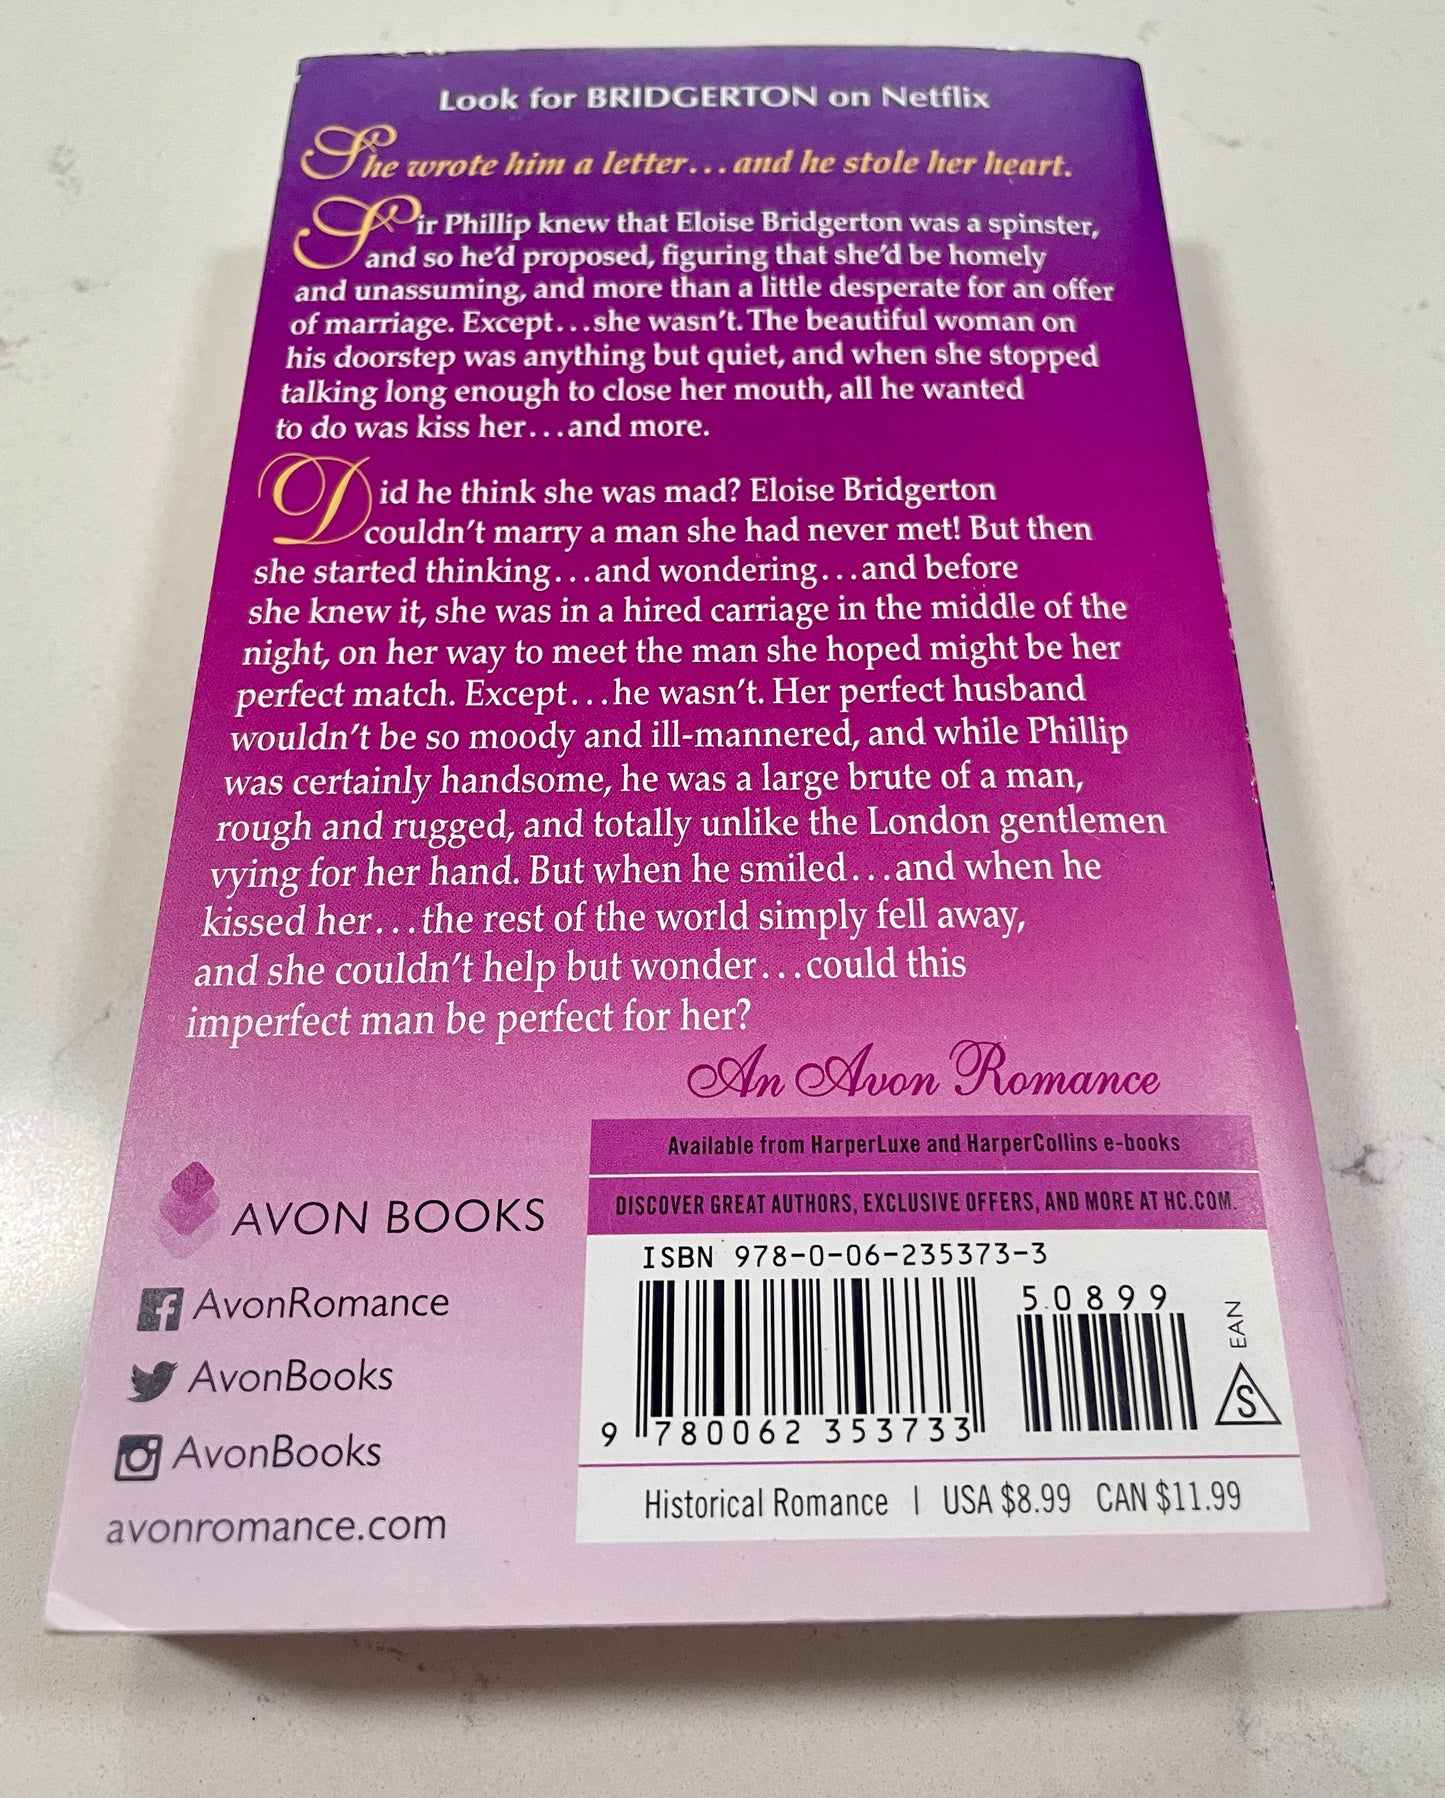 Look for BRIDGERTON on Netflix
She wrote him a letter...and he stole her heart.
Sir Phillip knew that Eloise Bridgerton was a spinster,
and so he'd proposed, figuring that she'd be homely
and unassuming, and more than a little desperate for an offer
of marriage. Except...she wasn't. The beautiful woman on
his doorstep was anything but quiet, and when she stopped
talking long enough to close her mouth, all he wanted
to do was kiss her...and more.
Did he think she was mad? Eloise Bridgerton
couldn't marry a man she had never met! But then
she started thinking...and wondering...and before
she knew it, she was in a hired carriage in the middle of the
night, on her way to meet the man she hoped might be her
perfect match. Except...he wasn't. Her perfect husband
wouldn't be so moody and ill-mannered, and while Phillip
was certainly handsome, he was a large brute of a man,
rough and rugged, and totally unlike the London gentlemen
vying for her hand. But when he smiled...and when he
kissed her...the rest of the world simply fell away,
and she couldn't help but wonder...could this
imperfect man be perfect for her?
An Avon Romance
Available from HarperLuxe and HarperCollins e-books
DISCOVER GREAT AUTHORS, EXCLUSIVE OFFERS, AND MORE AT HC.COM.
AVON BOOKS
AvonRomance
AvonBooks
AvonBooks
avonromance.com
ISBN 978-0-06-235373-3
50899
EAN
S
9 780062 353733
Historical Romance | USA $8.99 CAN $11.99